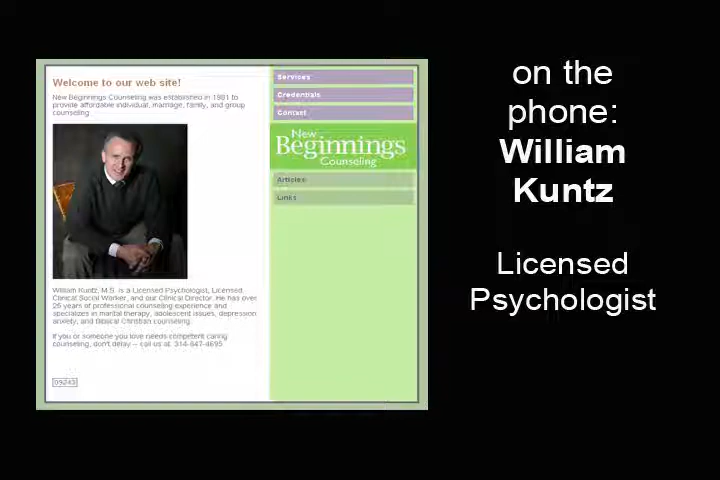 Welcome to our web site!
New Beginnings Counseling was established in 1981 to
provide affordable individual, marriage, family, and group
counseling.
William Kuntz, M.S. is a Licensed Psychologist, Licensed
Clinical Social Worker, and our Clinical Director. He has over
25 years of professional counseling experience and
specializes in marital therapy, adolescent issues, depression
anxiety, and Biblical Christian counseling.
If you or someone you love needs competent caring
counseling, don't delay -- call us at: 314-847-4695
09243
Services
Credentials
Contact
New
Beginnings
Counseling
Articles
Links
on the
phone:
William
Kuntz
Licensed
Psychologist